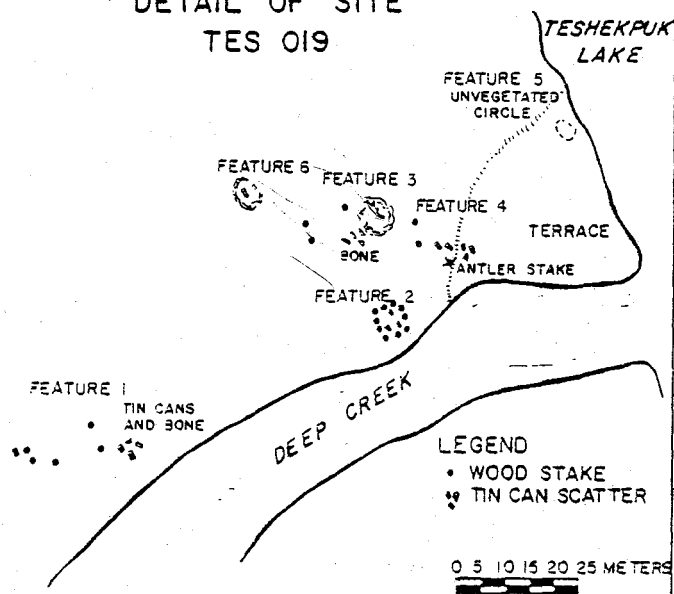 DETAIL OF SITE
TES 019
TESHEKPUK
LAKE
FEATURE 5
UNVEGETATED
CIRCLE
FEATURE 6
FEATURE 3
FEATURE 4
TERRACE
BONE
ANTLER STAKE
FEATURE 2
FEATURE 1
TIN CANS
AND BONE
DEEP CREEK
LEGEND
WOOD STAKE
TIN CAN SCATTER
0 5 10 15 20 25 METERS